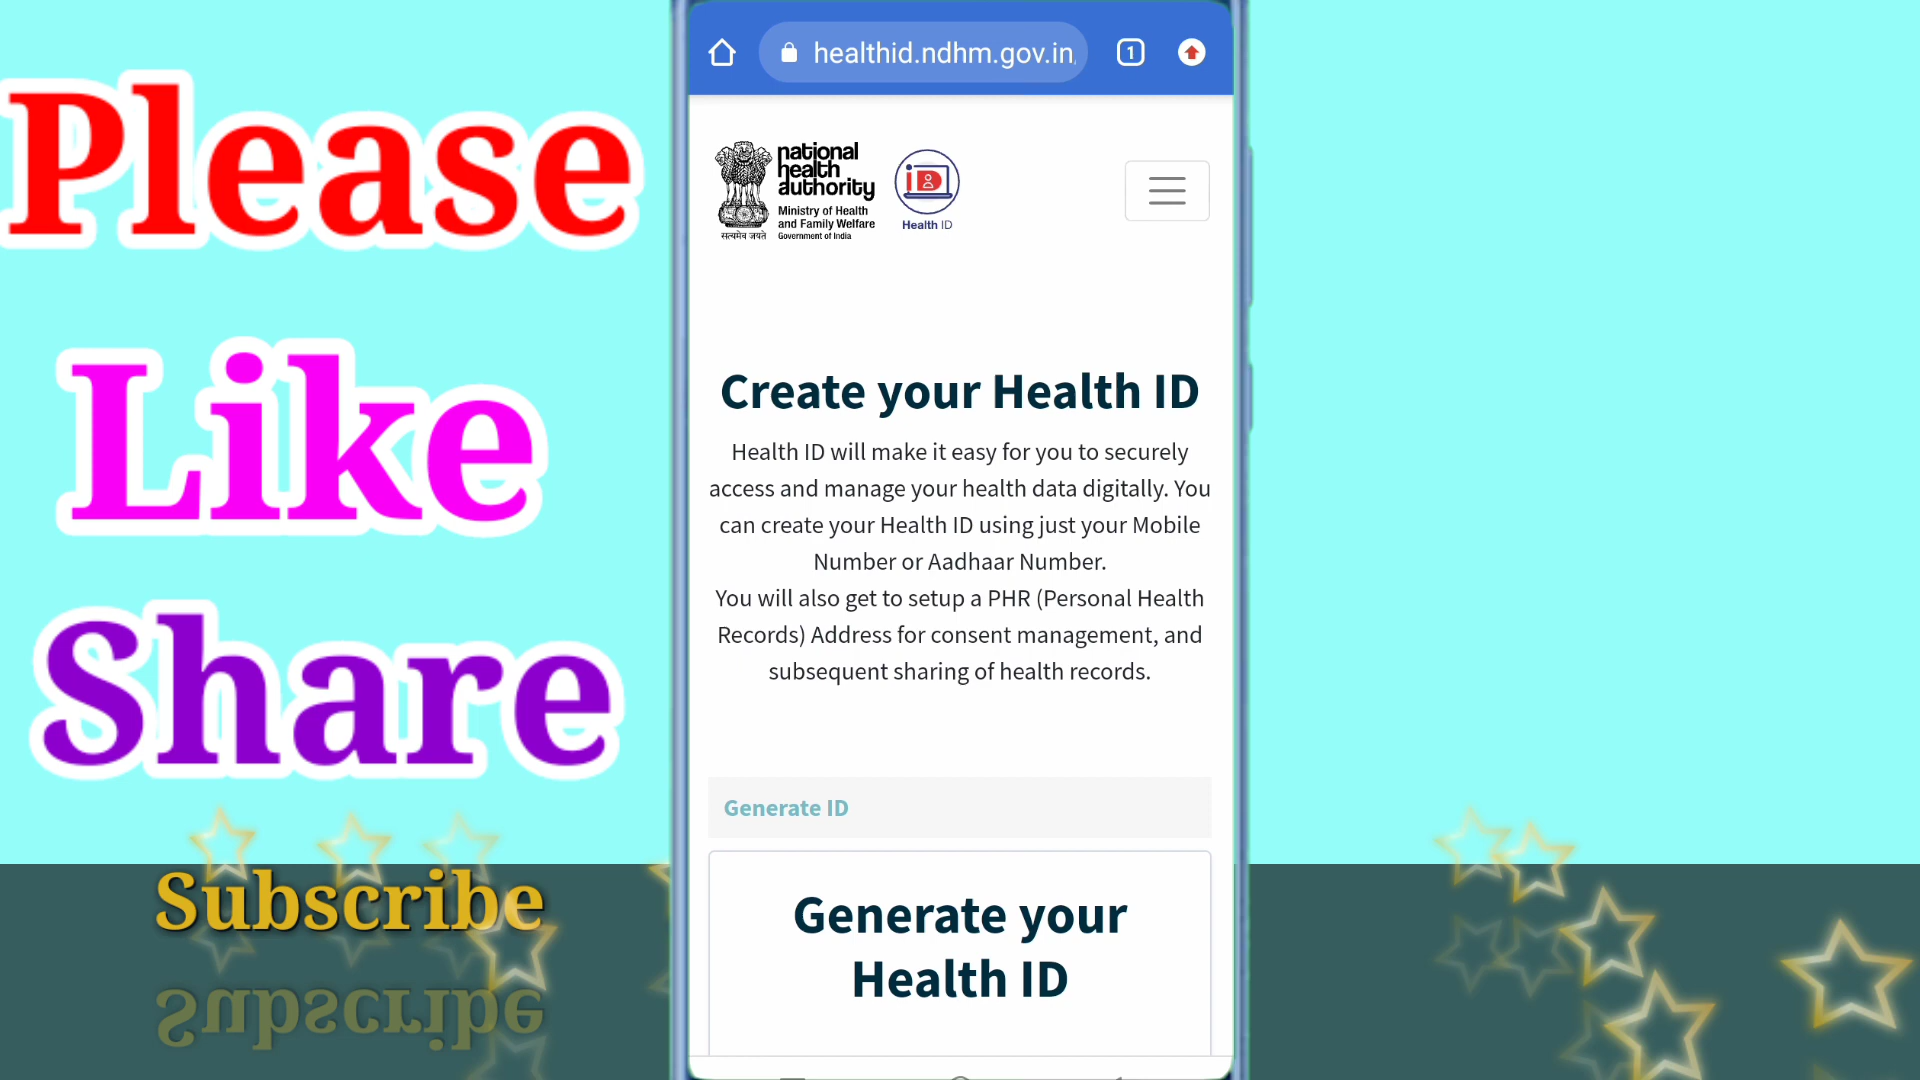 Please
Like
Share
Subscribe
healthid.ndhm.gov.in
1
national
health
authority
Ministry of Health
and Family Welfare
Government of India
सत्यमेव जयते
iD
Health ID
Create your Health ID
Health ID will make it easy for you to securely
access and manage your health data digitally. You
can create your Health ID using just your Mobile
Number or Aadhaar Number.
You will also get to setup a PHR (Personal Health
Records) Address for consent management, and
subsequent sharing of health records.
Generate ID
Generate your
Health ID